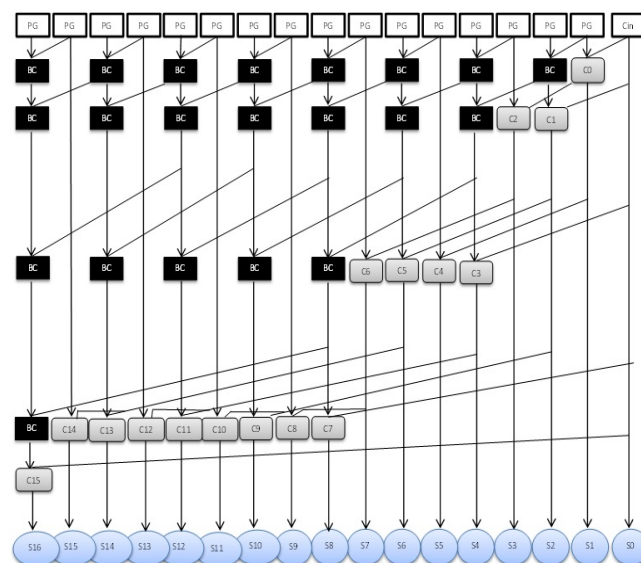 PG PG PG PG PG PG PG PG PG PG PG PG PG PG PG PG Cin
BC BC BC BC BC BC BC BC C0
BC BC BC BC BC BC BC C2 C1
BC BC BC BC BC C6 C5 C4 C3
BC C14 C13 C12 C11 C10 C9 C8 C7
C15
S16 S15 S14 S13 S12 S11 S10 S9 S8 S7 S6 S5 S4 S3 S2 S1 S0